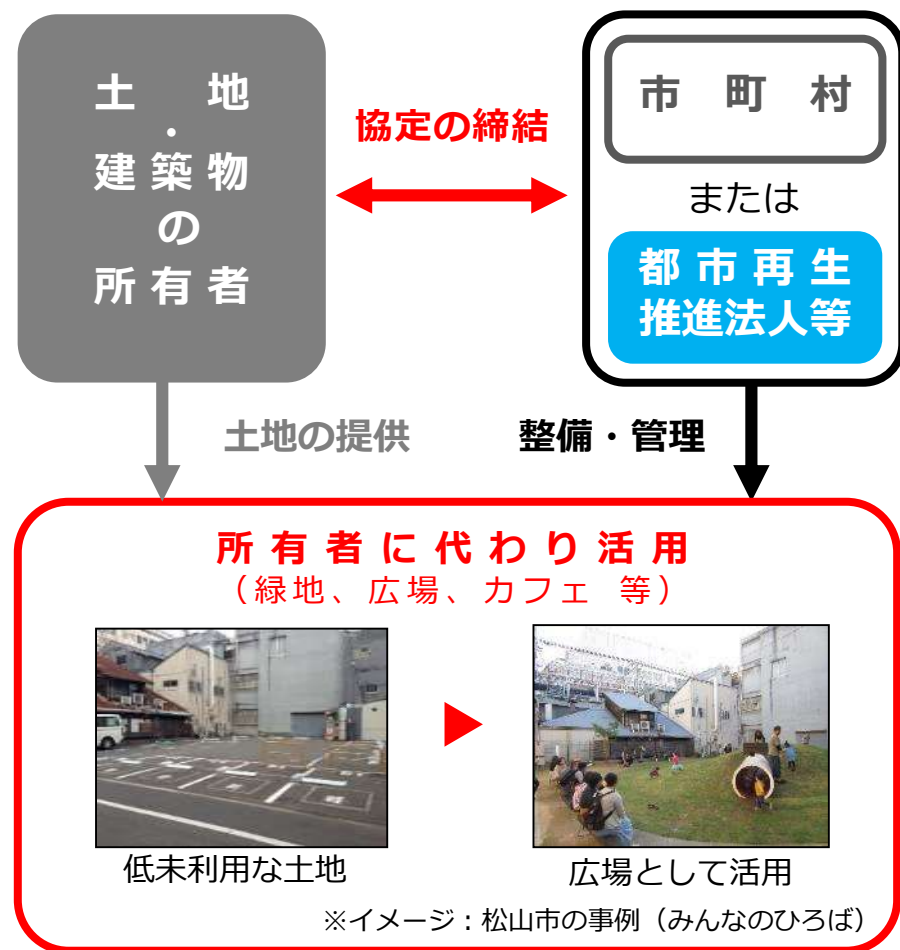 土地
・
建築物
の
所有者
協定の締結
市町村
または
都市再生
推進法人等
土地の提供
整備・管理
所有者に代わり活用
（緑地、広場、カフェ 等）
低未利用な土地
広場として活用
※イメージ：松山市の事例（みんなのひろば）